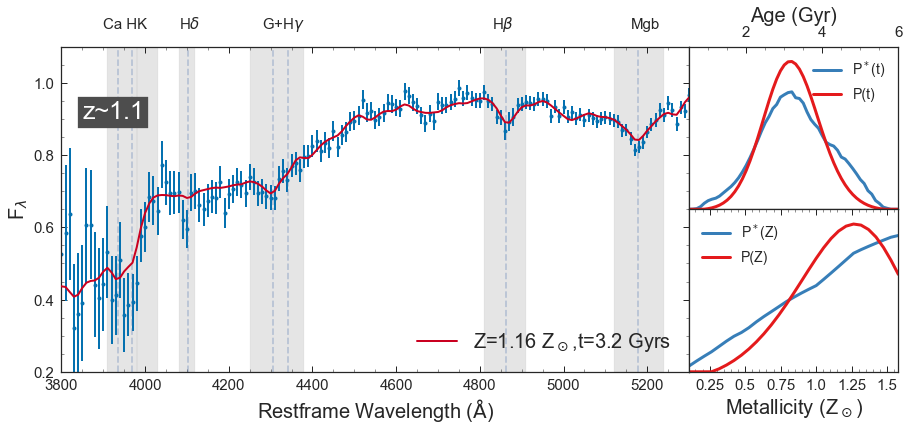 Ca HK Hδ G+Hγ Hβ Mgb
Age (Gyr)
2 4 6
z~1.1
P*(t)
P(t)
P*(Z)
P(Z)
F_λ
1.0
0.8
0.6
0.4
0.2
Z=1.16 Z_⊙,t=3.2 Gyrs
3800 4000 4200 4400 4600 4800 5000 5200
Restframe Wavelength (Å)
0.25 0.5 0.75 1.0 1.25 1.5
Metallicity (Z_⊙)